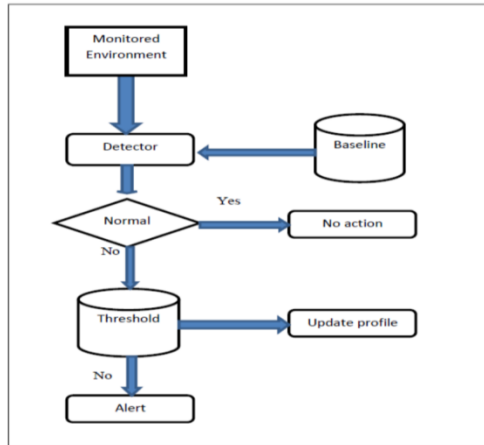 Monitored
Environment
Detector
Baseline
Normal
Yes
No action
No
Threshold
Update profile
No
Alert